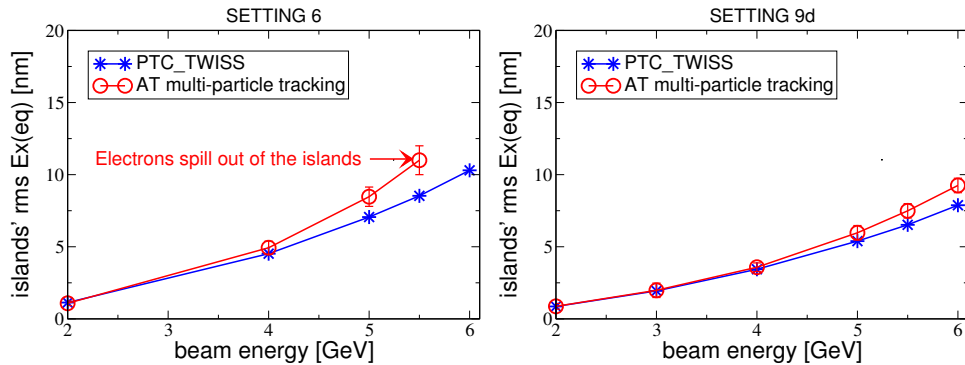 SETTING 6
islands' rms Ex(eq) [nm]
20
15
10
5
0
PTC_TWISS
AT multi-particle tracking
Electrons spill out of the islands
2 3 4 5 6
beam energy [GeV]
SETTING 9d
islands' rms Ex(eq) [nm]
20
15
10
5
0
PTC_TWISS
AT multi-particle tracking
2 3 4 5 6
beam energy [GeV]